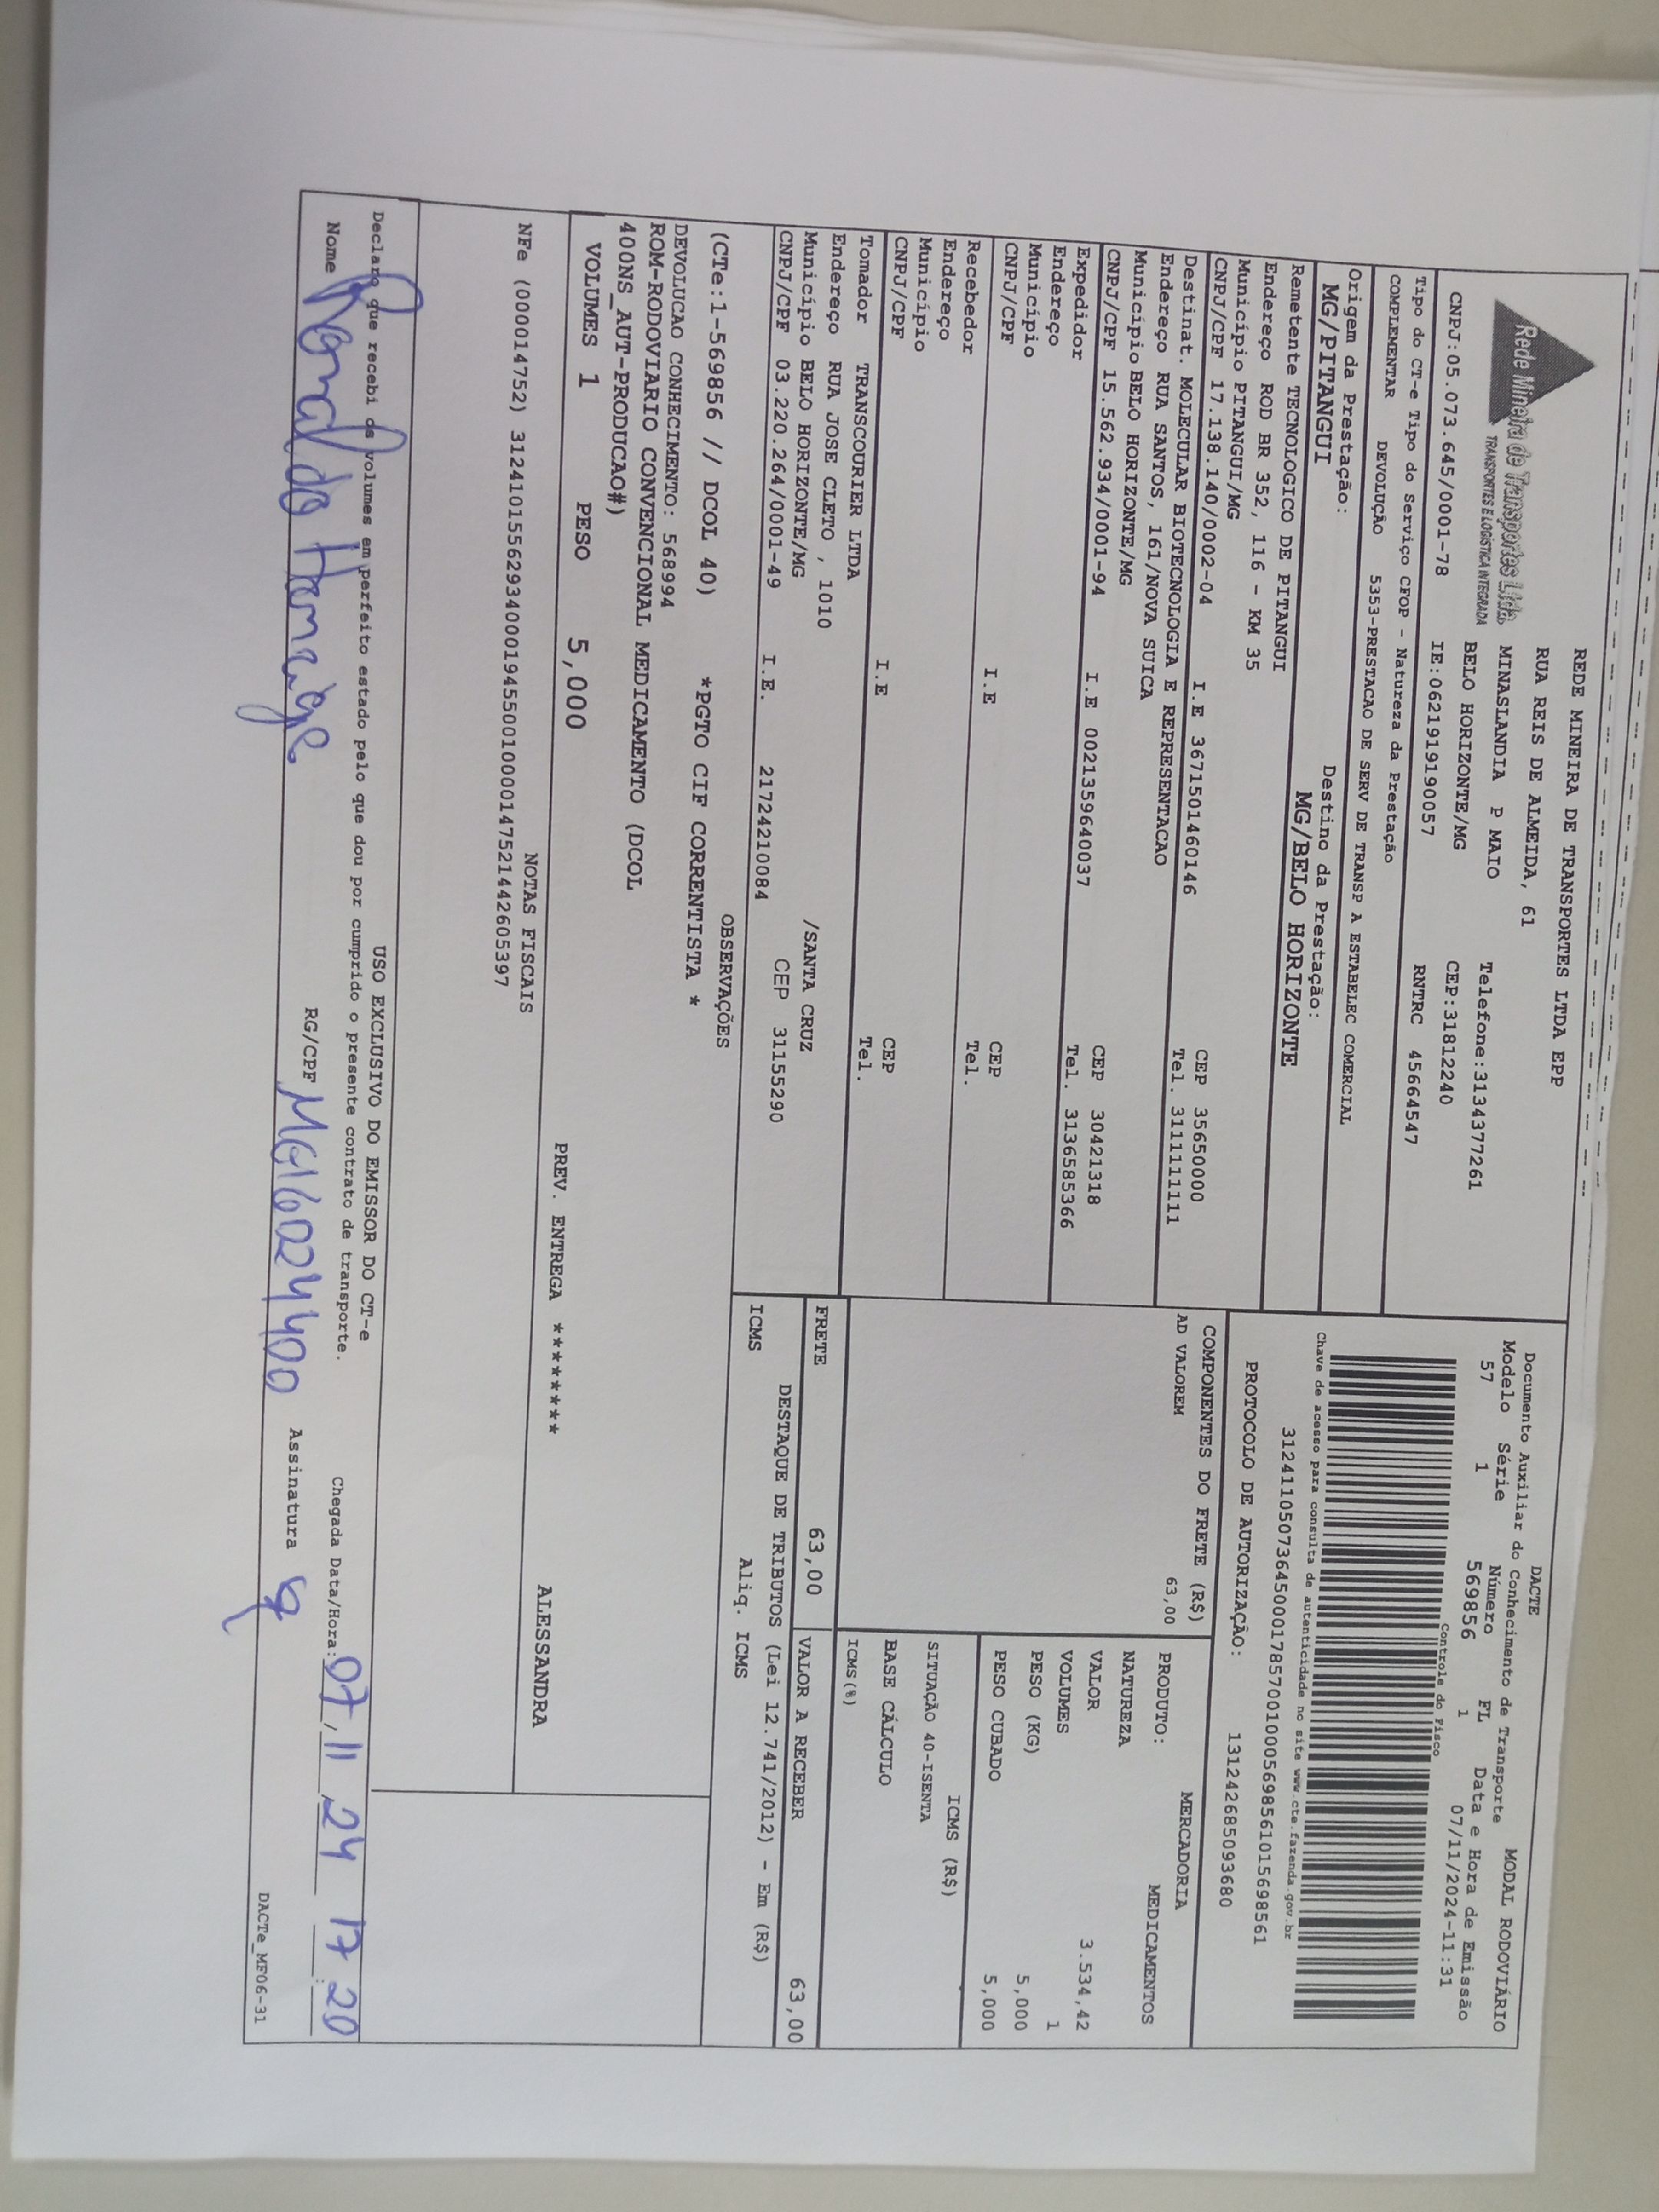 Rede Mineira de Transportes Ltda.
TRANSPORTES E LOGÍSTICA INTEGRADA
REDE MINEIRA DE TRANSPORTES LTDA EPP
RUA REIS DE ALMEIDA, 61
MINASLANDIA P MAIO Telefone:3134377261
BELO HORIZONTE/MG CEP:31812240
CNPJ:05.073.645/0001-78 IE:0621919190057 RNTRC 45664547
Tipo do CT-e Tipo do Serviço CFOP - Natureza da Prestação
COMPLEMENTAR DEVOLUÇÃO 5353-PRESTACAO DE SERV DE TRANSP A ESTABELEC COMERCIAL
Origem da Prestação: Destino da Prestação:
MG/PITANGUI MG/BELO HORIZONTE
DACTE MODAL RODOVIÁRIO
Documento Auxiliar do Conhecimento de Transporte
Modelo Série Número FL Data e Hora de Emissão
57 1 569856 1 07/11/2024-11:31
Controle do Fisco
Chave de acesso para consulta de autenticidade no site www.cte.fazenda.gov.br
31241105073645000178570010005698561015698561
PROTOCOLO DE AUTORIZAÇÃO: 131242685093680
Remetente TECNOLOGICO DE PITANGUI
Endereço ROD BR 352, 116 - KM 35
Município PITANGUI/MG CEP 35650000
CNPJ/CPF 17.138.140/0002-04 I.E 3671501460146 Tel. 3111111111
Destinat. MOLECULAR BIOTECNOLOGIA E REPRESENTACAO
Endereço RUA SANTOS, 161/NOVA SUICA
Município BELO HORIZONTE/MG CEP 30421318
CNPJ/CPF 15.562.934/0001-94 I.E 0021359640037 Tel. 3136585366
Expedidor
Endereço
Município CEP
CNPJ/CPF I.E Tel.
Recebedor
Endereço
Município CEP
CNPJ/CPF I.E Tel.
Tomador TRANSCOURIER LTDA
Endereço RUA JOSE CLETO , 1010 /SANTA CRUZ
Município BELO HORIZONTE/MG CEP 31155290
CNPJ/CPF 03.220.264/0001-49 I.E. 21724210084
COMPONENTES DO FRETE (R$)
AD VALOREM 63,00
MERCADORIA
PRODUTO: MEDICAMENTOS
NATUREZA
VALOR 3.534,42
VOLUMES 1
PESO (KG) 5,000
PESO CUBADO 5,000
ICMS (R$)
SITUAÇÃO 40-ISENTA
BASE CÁLCULO
ICMS(%)
FRETE 63,00 VALOR A RECEBER 63,00
DESTAQUE DE TRIBUTOS (Lei 12.741/2012) - Em (R$)
ICMS Aliq. ICMS
OBSERVAÇÕES
(CTe:1-569856 // DCOL 40) *PGTO CIF CORRENTISTA *
DEVOLUCAO CONHECIMENTO: 568994
ROM-RODOVIARIO CONVENCIONAL MEDICAMENTO (DCOL
400NS_AUT-PRODUCAO#)
VOLUMES 1 PESO 5,000 PREV. ENTREGA ******** ALESSANDRA
NOTAS FISCAIS
NFe (000014752) 31241015562934000194550010000147521442605397
USO EXCLUSIVO DO EMISSOR DO CT-e
Declaro que recebi os volumes em perfeito estado pelo que dou por cumprido o presente contrato de transporte.
Chegada Data/Hora: 07, 11 24 17 : 20
Nome Ronaldo RG/CPF MG16024400 Assinatura
DACTe_MF06-31